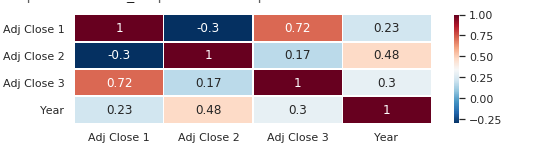 Adj Close 1 1 -0.3 0.72 0.23
Adj Close 2 -0.3 1 0.17 0.48
Adj Close 3 0.72 0.17 1 0.3
Year 0.23 0.48 0.3 1
Adj Close 1 Adj Close 2 Adj Close 3 Year
1.00
0.75
0.50
0.25
0.00
−0.25